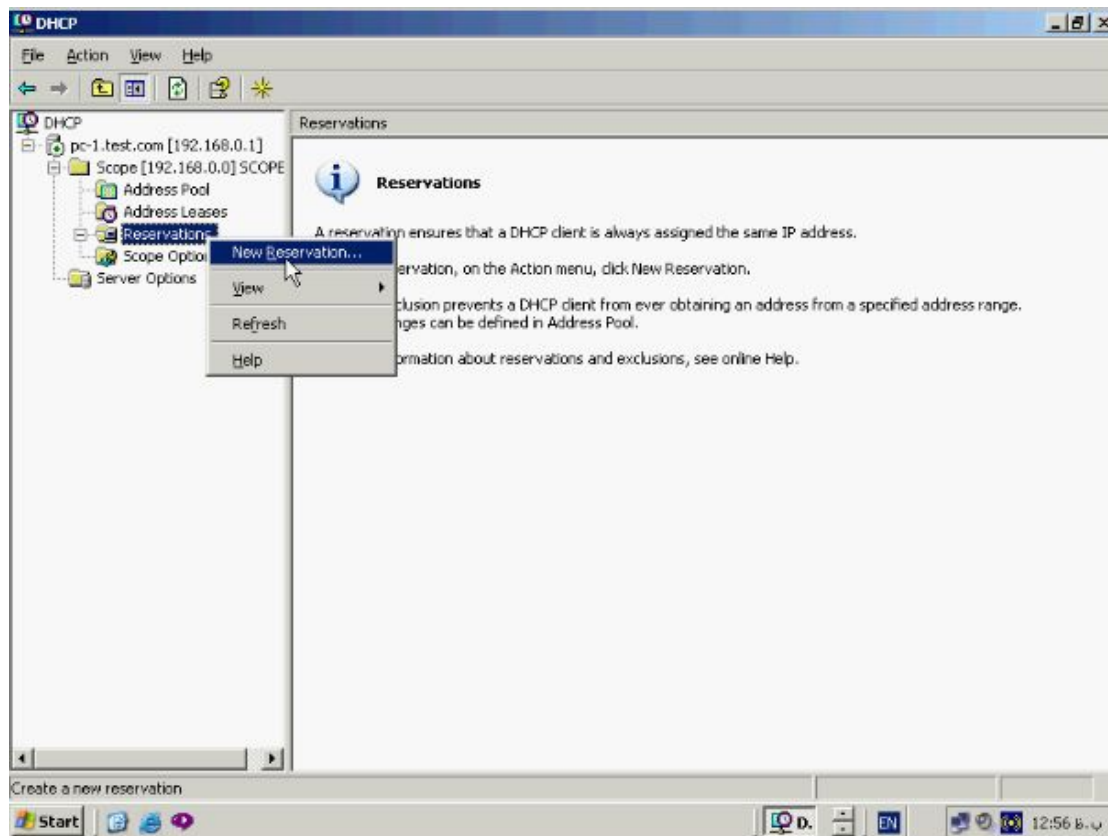 DHCP
File Action View Help
DHCP
pc-1.test.com [192.168.0.1]
Scope [192.168.0.0] SCOPE
Address Pool
Address Leases
Reservations
Scope Optio
Server Options
New Reservation...
View
Refresh
Help
Reservations
Reservations
A reservation ensures that a DHCP client is always assigned the same IP address.
ervation, on the Action menu, click New Reservation.
clusion prevents a DHCP client from ever obtaining an address from a specified address range.
nges can be defined in Address Pool.
ormation about reservations and exclusions, see online Help.
Create a new reservation
Start
D.
EN
12:56 ب.ظ